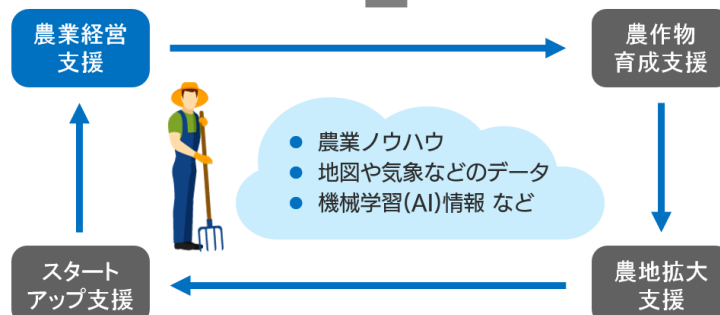 農業経営
支援
農作物
育成支援
● 農業ノウハウ
● 地図や気象などのデータ
● 機械学習(AI)情報 など
スタート
アップ支援
農地拡大
支援